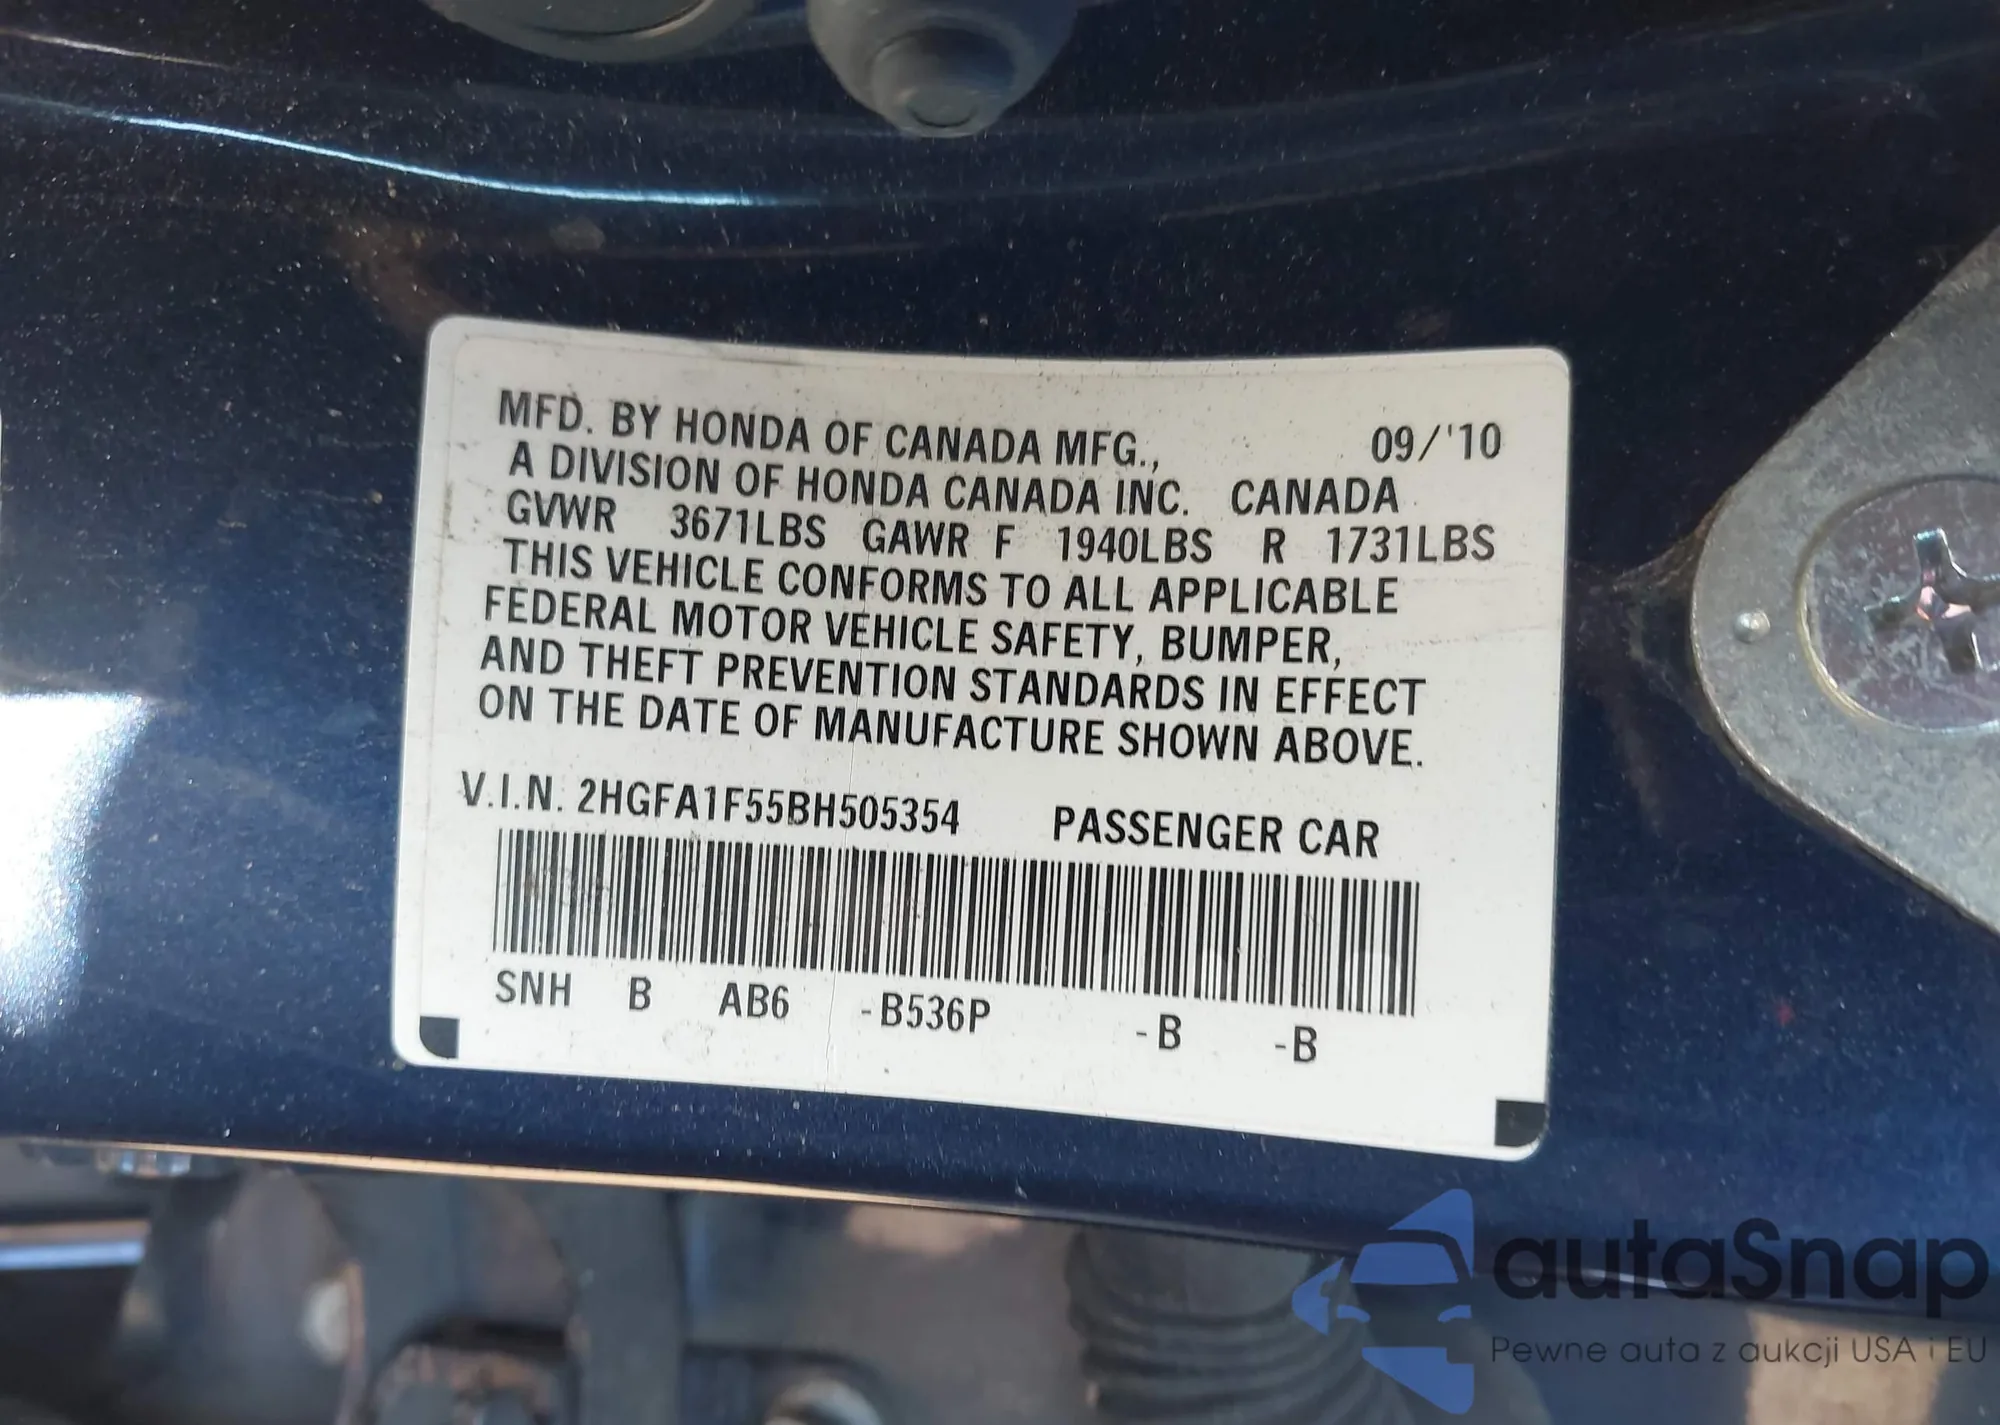 MFD. BY HONDA OF CANADA MFG., 09/'10
A DIVISION OF HONDA CANADA INC. CANADA
GVWR 3671LBS GAWR F 1940LBS R 1731LBS
THIS VEHICLE CONFORMS TO ALL APPLICABLE
FEDERAL MOTOR VEHICLE SAFETY, BUMPER,
AND THEFT PREVENTION STANDARDS IN EFFECT
ON THE DATE OF MANUFACTURE SHOWN ABOVE.
V.I.N. 2HGFA1F55BH505354 PASSENGER CAR
SNH B AB6 -B536P -B -B
autaSnap
Pewne auta z aukcji USA i EU